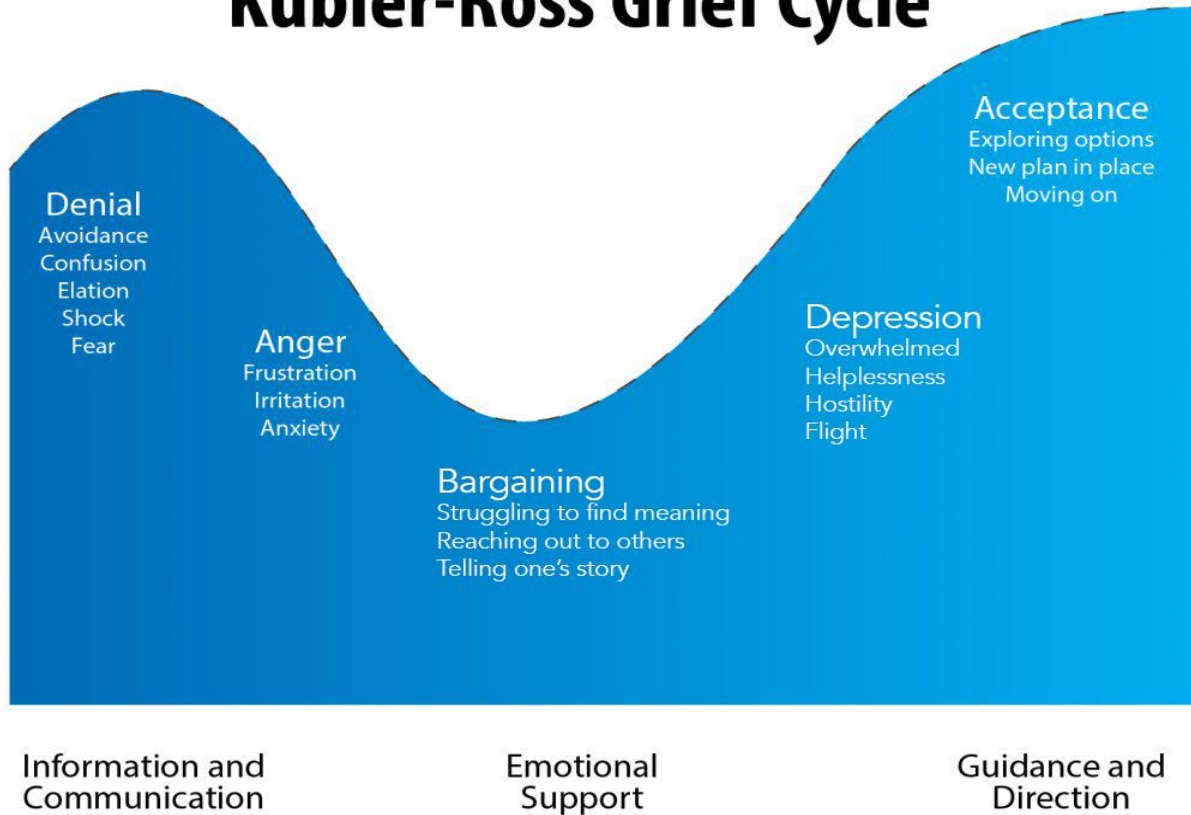 Kubler-Ross Grief Cycle
Denial
Avoidance
Confusion
Elation
Shock
Fear
Anger
Frustration
Irritation
Anxiety
Bargaining
Struggling to find meaning
Reaching out to others
Telling one's story
Depression
Overwhelmed
Helplessness
Hostility
Flight
Acceptance
Exploring options
New plan in place
Moving on
Information and
Communication
Emotional
Support
Guidance and
Direction